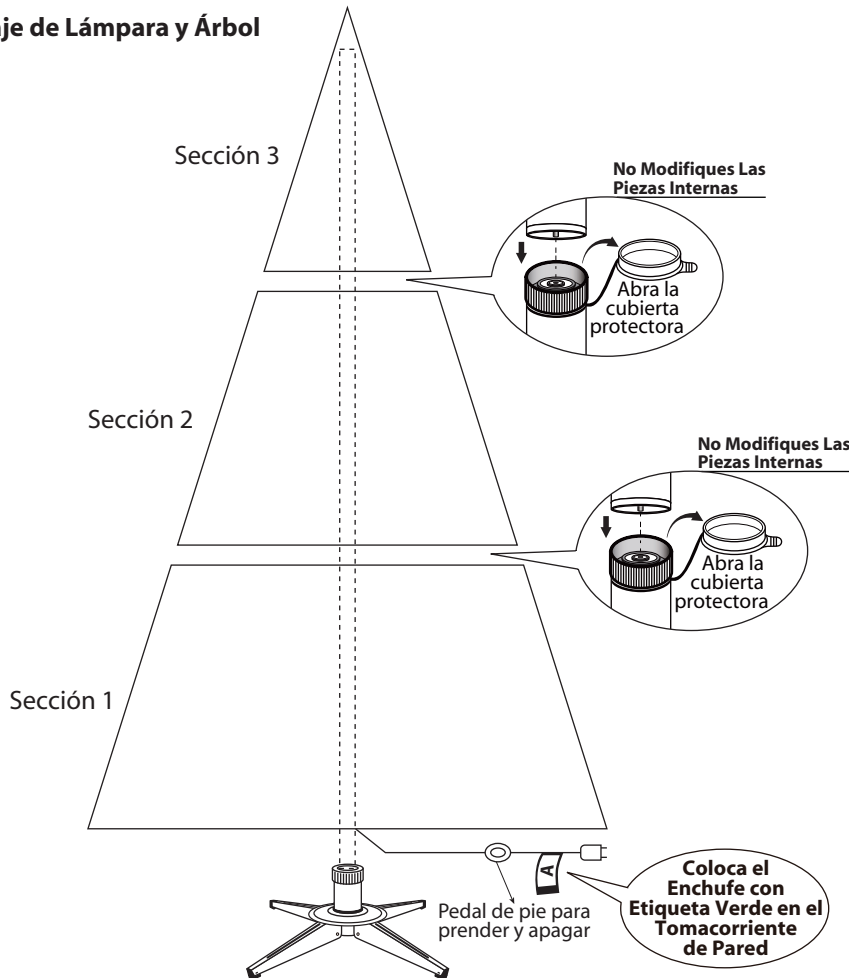 je de Lámpara y Árbol
Sección 3
No Modifiques Las
Piezas Internas
Abra la
cubierta
protectora
Sección 2
No Modifiques Las
Piezas Internas
Abra la
cubierta
protectora
Sección 1
A
Pedal de pie para
prender y apagar
Coloca el
Enchufe con
Etiqueta Verde en el
Tomacorriente
de Pared